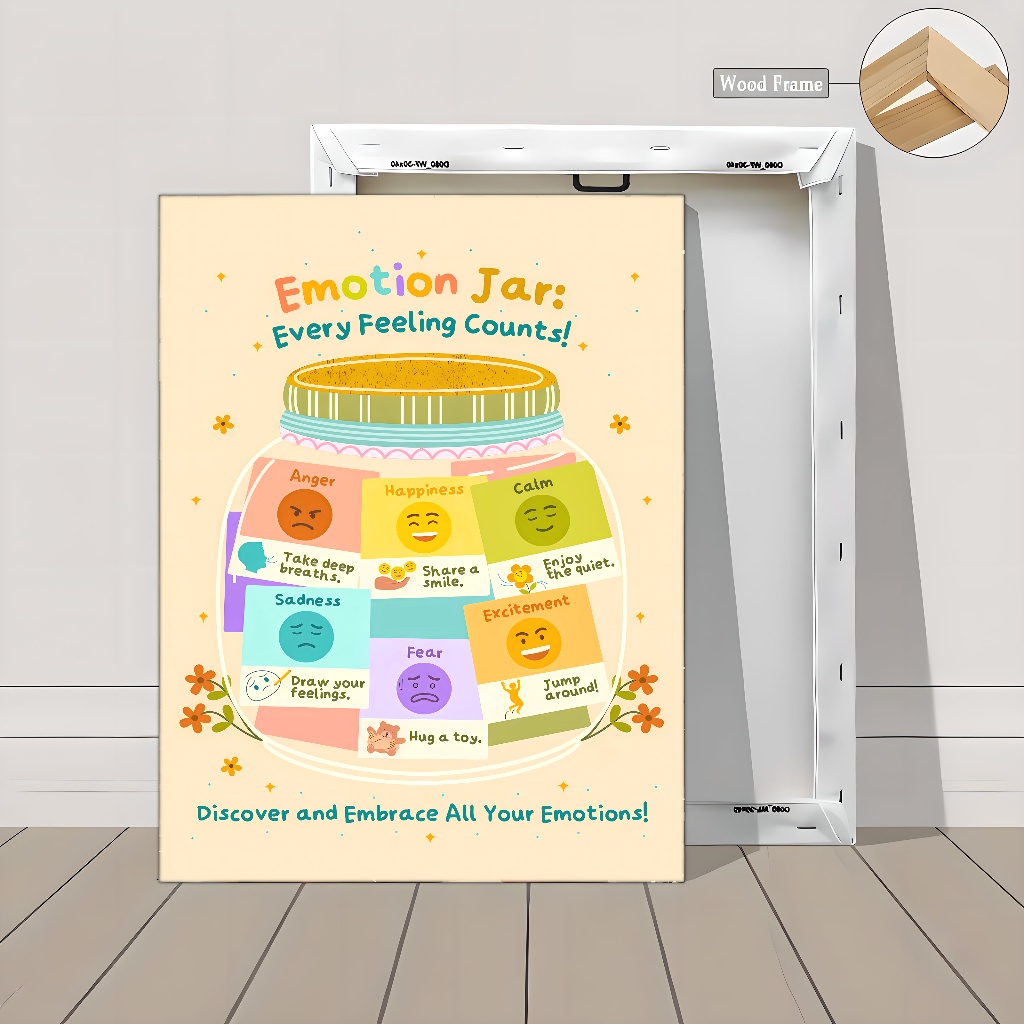 Wood Frame
Emotion Jar:
Every Feeling Counts!
Anger
Take deep
breaths.
Happiness
Share a
smile.
Calm
Enjoy
the quiet.
Sadness
Draw your
feelings.
Fear
Hug a toy.
Excitement
Jump
around!
Discover and Embrace All Your Emotions!